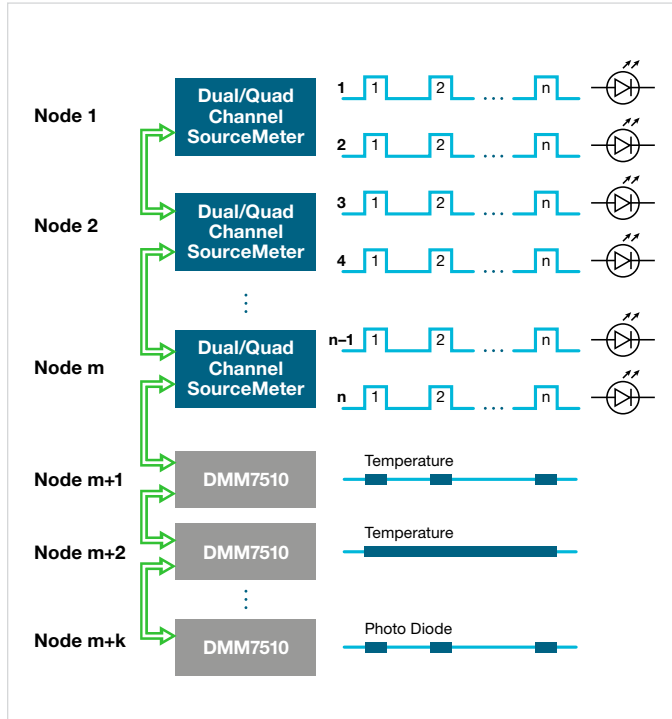 Node 1
Dual/Quad
Channel
SourceMeter
1 1 2 ... n
2 1 2 ... n
Node 2
Dual/Quad
Channel
SourceMeter
3 1 2 ... n
4 1 2 ... n
Node m
Dual/Quad
Channel
SourceMeter
n–1 1 2 ... n
n 1 2 ... n
Node m+1
DMM7510
Temperature
Node m+2
DMM7510
Temperature
Node m+k
DMM7510
Photo Diode